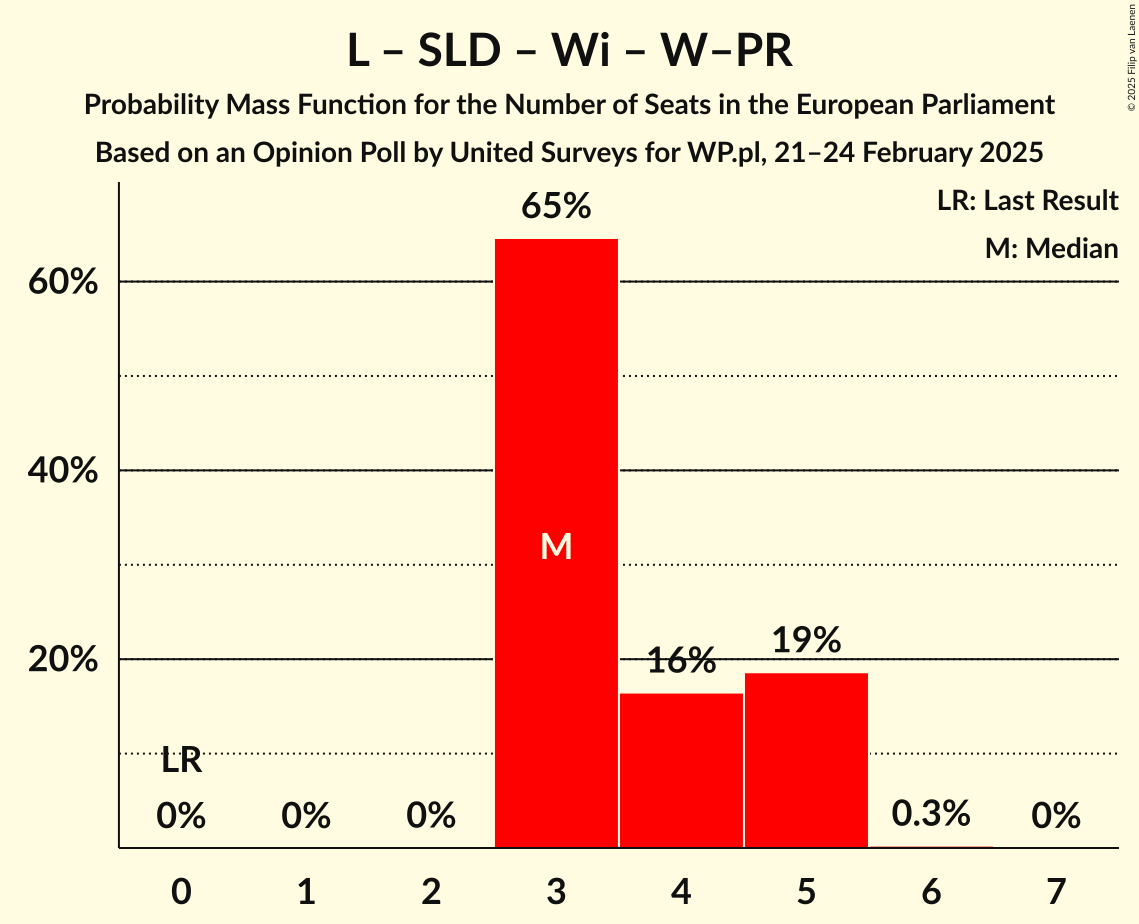 L – SLD – Wi – W–PR
Probability Mass Function for the Number of Seats in the European Parliament
Based on an Opinion Poll by United Surveys for WP.pl, 21–24 February 2025
© 2025 Filip van Laenen
LR: Last Result
M: Median
65%
60%
40%
M
20%
16%
19%
LR
0%
0%
0%
0.3%
0%
0
1
2
3
4
5
6
7